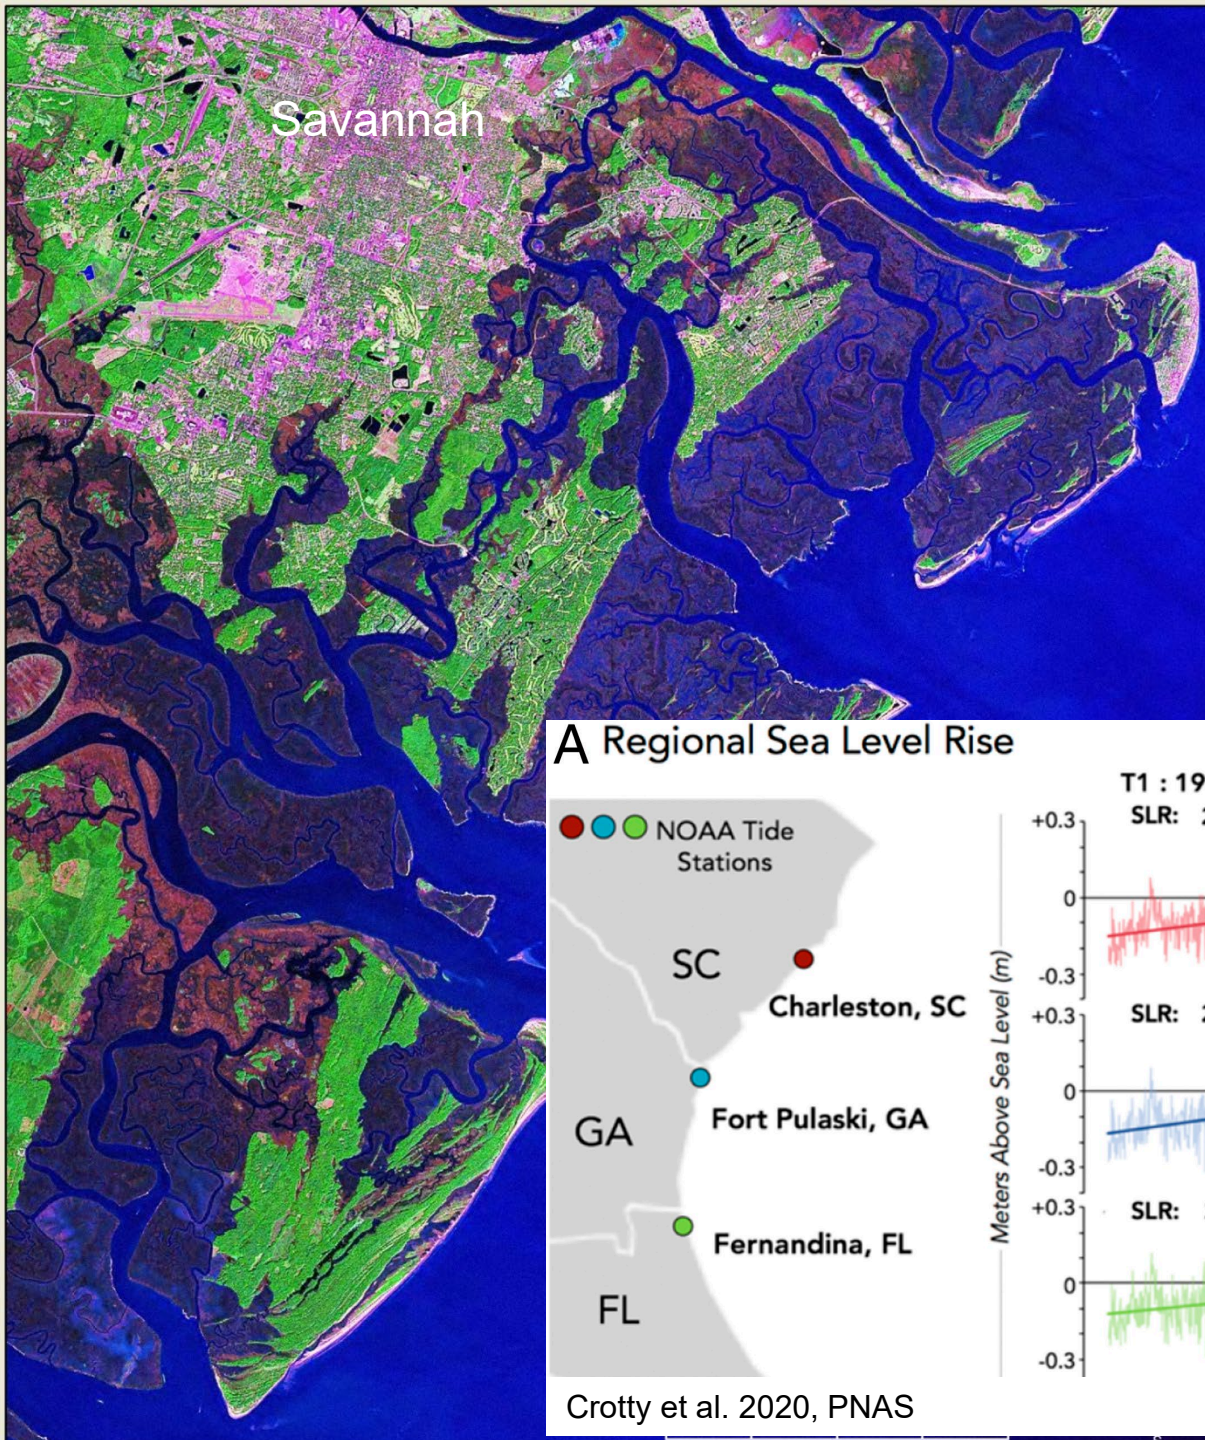 Savannah
A Regional Sea Level Rise
T1 : 19
NOAA Tide
Stations
SC
Charleston, SC
Fort Pulaski, GA
GA
Fernandina, FL
FL
Meters Above Sea Level (m)
SLR: 2
+0.3
0
-0.3
SLR: 2
+0.3
0
-0.3
SLR:
+0.3
0
-0.3
Crotty et al. 2020, PNAS